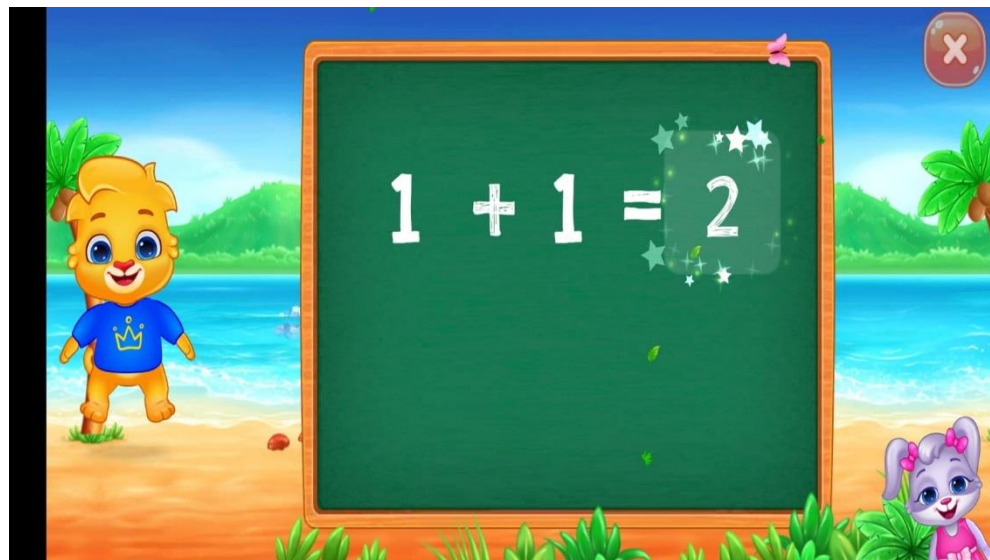 1 + 1 = 2